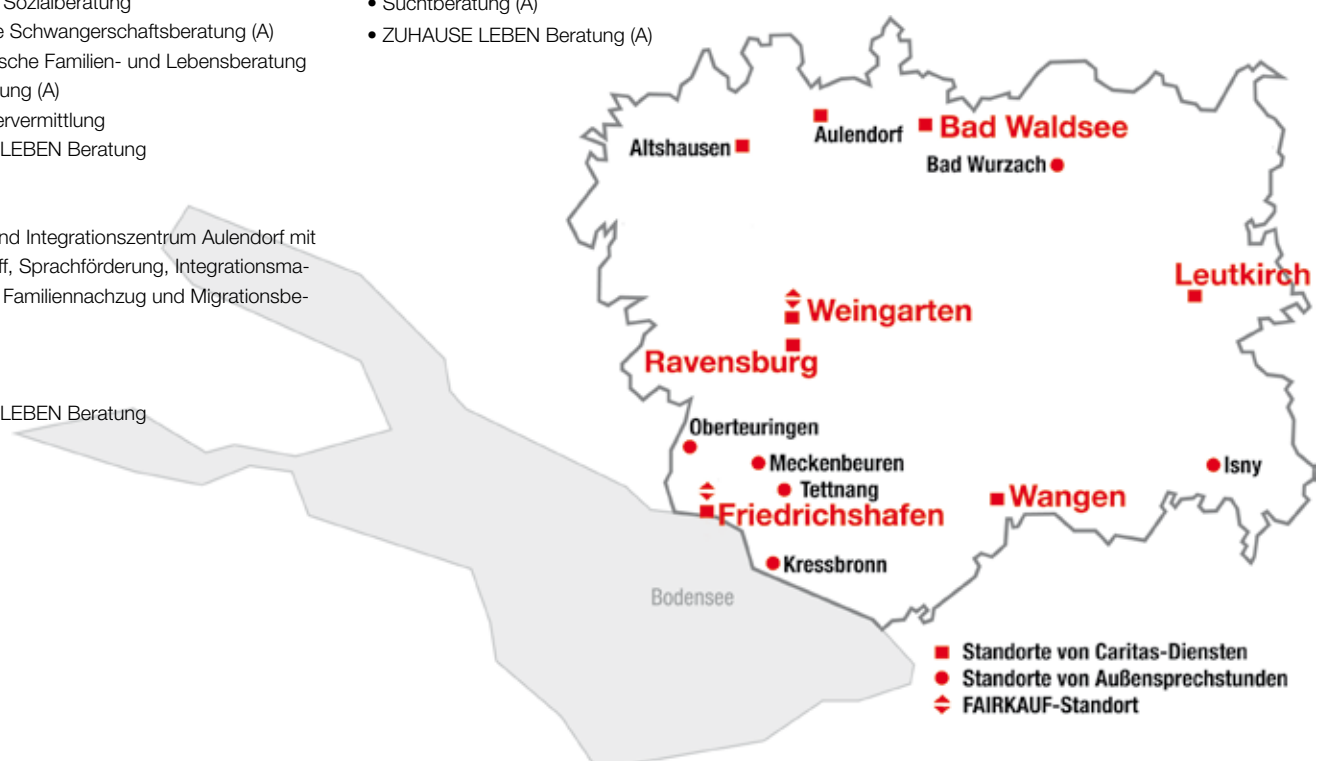 Sozialberatung
e Schwangerschaftsberatung (A)
ische Familien- und Lebensberatung
ung (A)
ervermittlung
LEBEN Beratung
nd Integrationszentrum Aulendorf mit
ff, Sprachförderung, Integrationsma-
Familiennachzug und Migrationsbe-
LEBEN Beratung
• Suchtberatung (A)
• ZUHAUSE LEBEN Beratung (A)
Altshausen
Aulendorf
Bad Waldsee
Bad Wurzach
Leutkirch
Weingarten
Ravensburg
Oberteuringen
Meckenbeuren
Tettnang
Friedrichshafen
Isny
Wangen
Kressbronn
Bodensee
Standorte von Caritas-Diensten
Standorte von Außensprechstunden
FAIRKAUF-Standort